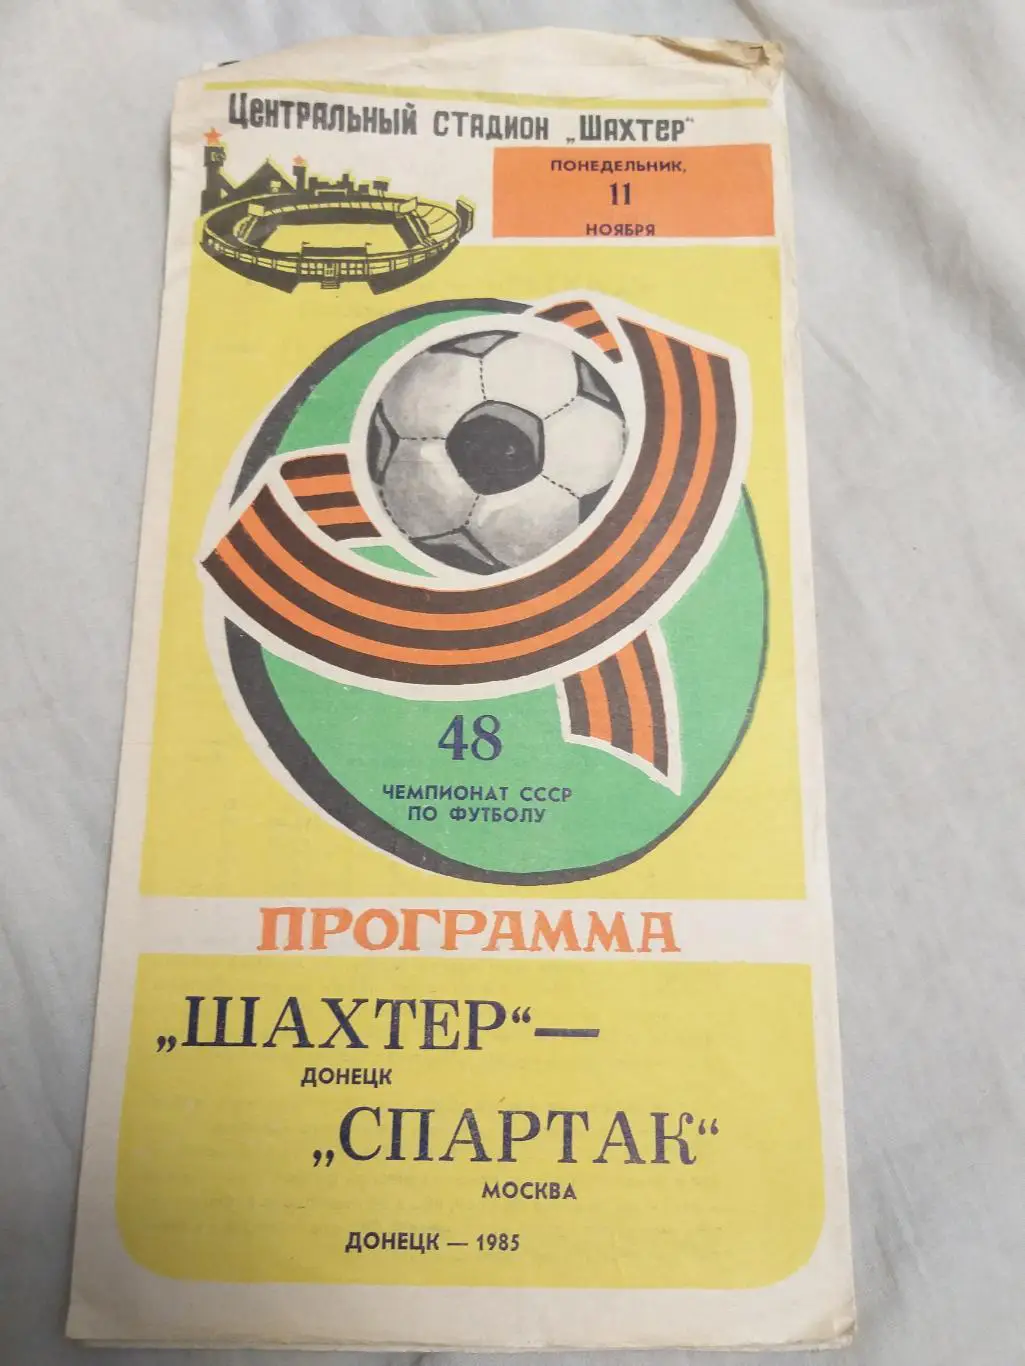 Центральный стадион „Шахтер“
ПОНЕДЕЛЬНИК,
11
НОЯБРЯ
48
ЧЕМПИОНАТ СССР
ПО ФУТБОЛУ
ПРОГРАММА
„ШАХТЕР“ —
ДОНЕЦК
„СПАРТАК“
МОСКВА
ДОНЕЦК — 1985